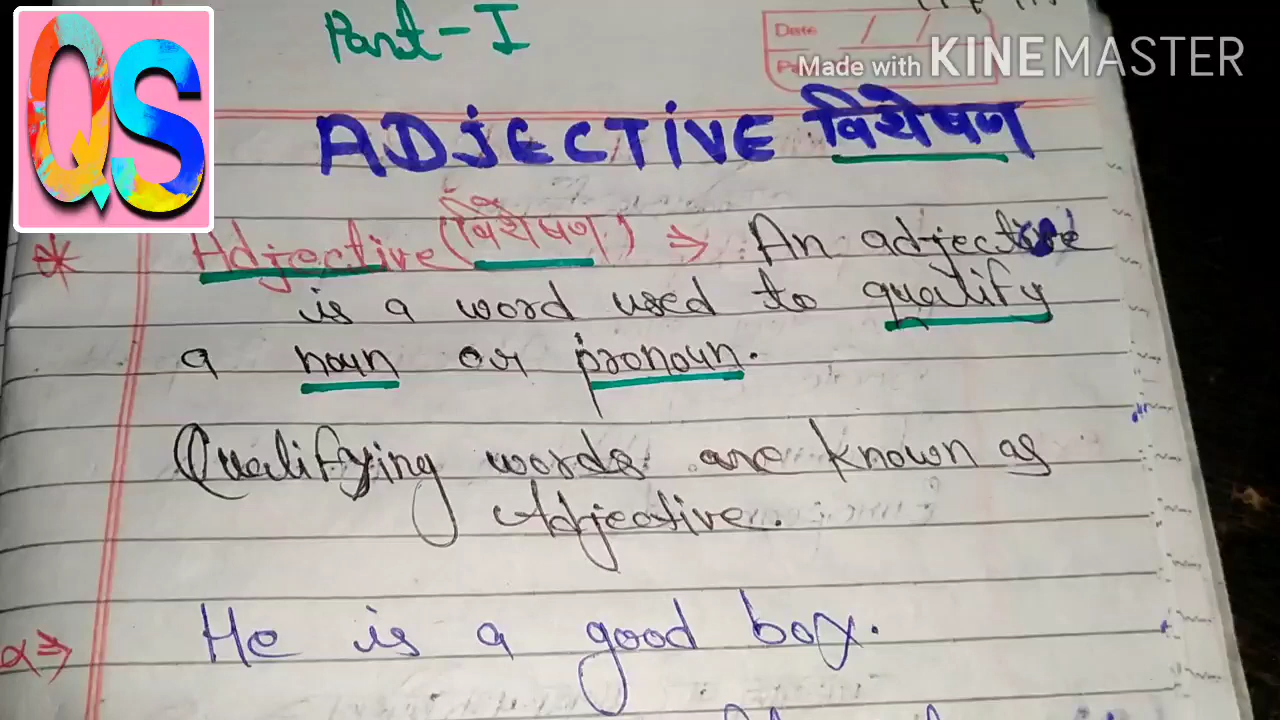 QS
Part-I
Date / /
Made with KINEMASTER
ADJECTIVE विशेषण
Adjective (विशेषण) ⇒ An adjective
is a word used to qualify
a noun or pronoun.
Qualifying words are known as
Adjective.
He is a good boy.